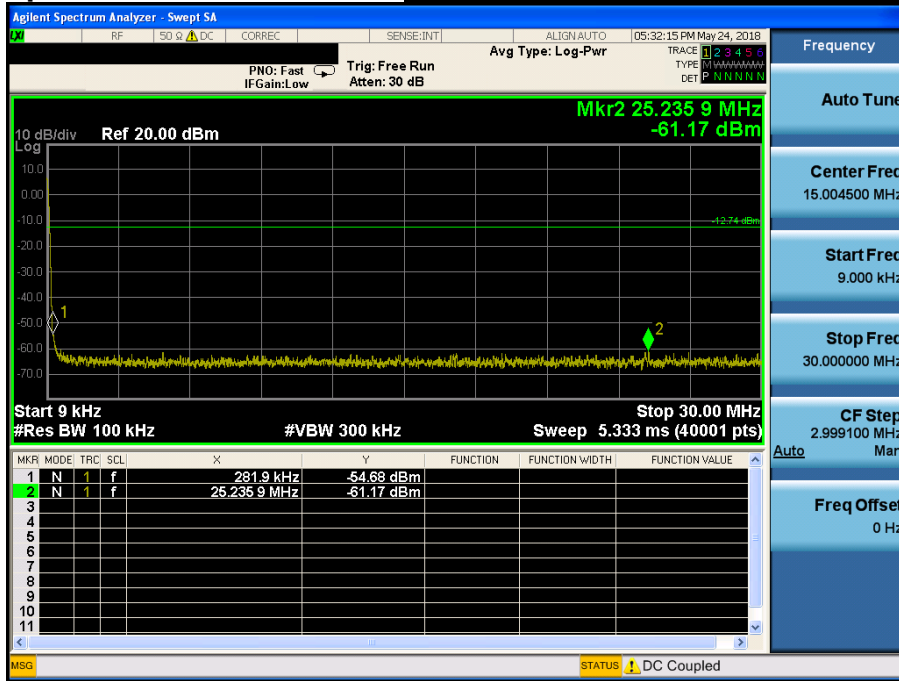 Agilent Spectrum Analyzer - Swept SA
LXI RF 50 Ω DC CORREC SENSE:INT ALIGN AUTO 05:32:15 PM May 24, 2018
Avg Type: Log-Pwr TRACE 1 2 3 4 5 6
PNO: Fast Trig: Free Run TYPE M
IFGain:Low Atten: 30 dB DET P N N N N N
Frequency
Mkr2 25.235 9 MHz
10 dB/div Ref 20.00 dBm -61.17 dBm
Log
10.0
0.00
-10.0
-12.74 dBm
-20.0
-30.0
-40.0
-50.0
1
2
-60.0
-70.0
Start 9 kHz Stop 30.00 MHz
#Res BW 100 kHz #VBW 300 kHz Sweep 5.333 ms (40001 pts)
MKR MODE TRC SCL X Y FUNCTION FUNCTION WIDTH FUNCTION VALUE
1 N 1 f 281.9 kHz -54.68 dBm
2 N 1 f 25.235 9 MHz -61.17 dBm
3
4
5
6
7
8
9
10
11
MSG STATUS DC Coupled
Auto Tune
Center Freq
15.004500 MHz
Start Freq
9.000 kHz
Stop Freq
30.000000 MHz
CF Step
2.999100 MHz
Auto Man
Freq Offset
0 Hz